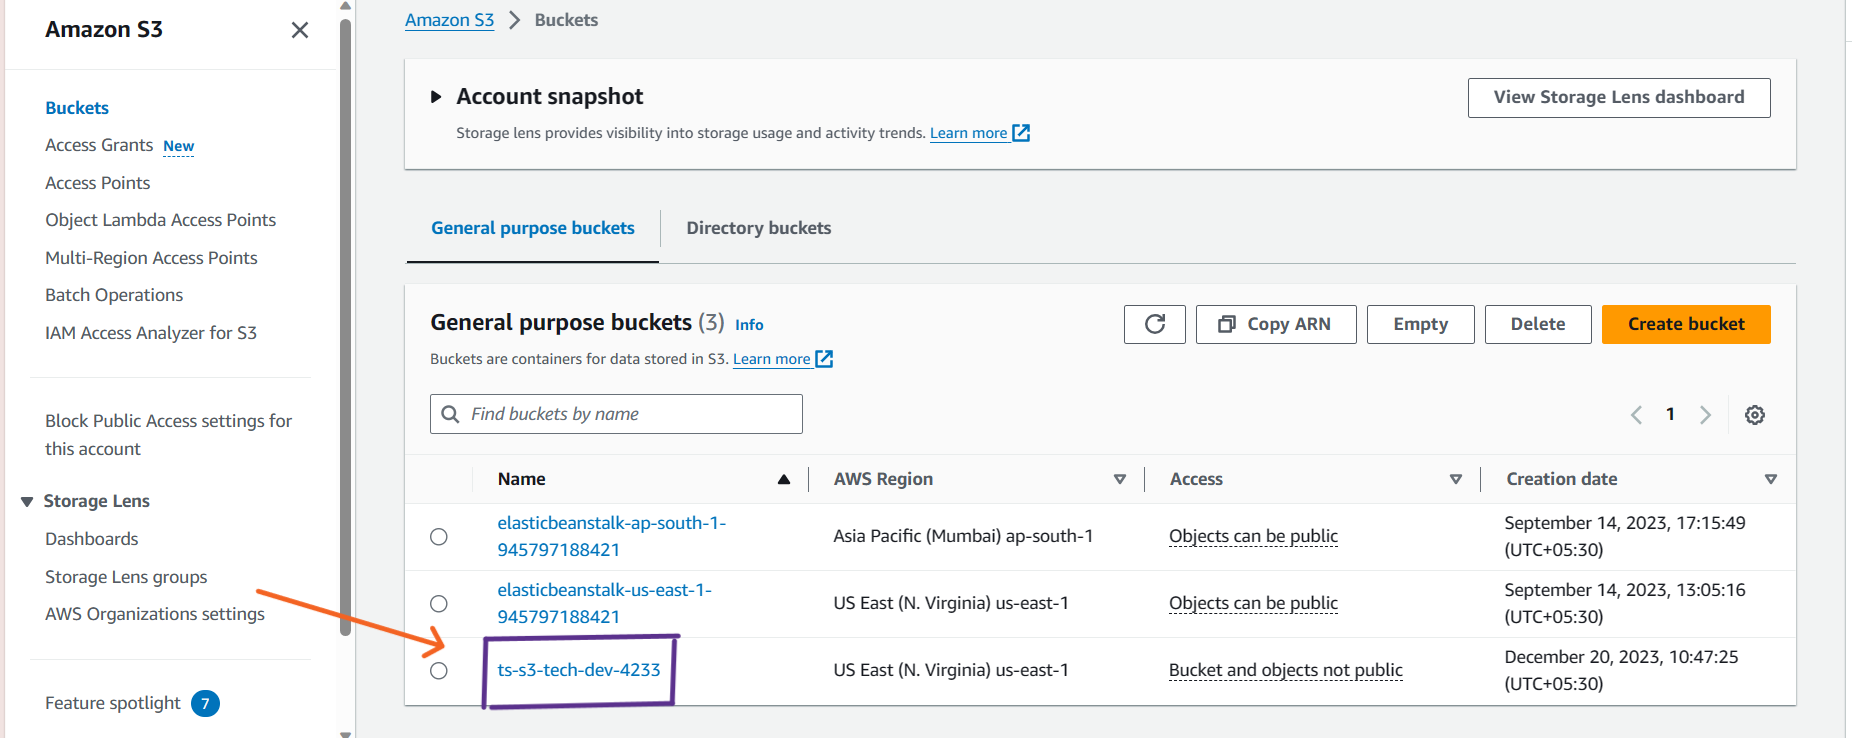 Amazon S3
Buckets
Access Grants New
Access Points
Object Lambda Access Points
Multi-Region Access Points
Batch Operations
IAM Access Analyzer for S3
Block Public Access settings for
this account
Storage Lens
Dashboards
Storage Lens groups
AWS Organizations settings
Feature spotlight 7
Amazon S3 Buckets
Account snapshot
View Storage Lens dashboard
Storage lens provides visibility into storage usage and activity trends. Learn more
General purpose buckets Directory buckets
General purpose buckets (3) Info
Copy ARN Empty Delete Create bucket
Buckets are containers for data stored in S3. Learn more
Find buckets by name
1
Name AWS Region Access Creation date
elasticbeanstalk-ap-south-1-
945797188421
Asia Pacific (Mumbai) ap-south-1
Objects can be public
September 14, 2023, 17:15:49
(UTC+05:30)
elasticbeanstalk-us-east-1-
945797188421
US East (N. Virginia) us-east-1
Objects can be public
September 14, 2023, 13:05:16
(UTC+05:30)
ts-s3-tech-dev-4233
US East (N. Virginia) us-east-1
Bucket and objects not public
December 20, 2023, 10:47:25
(UTC+05:30)